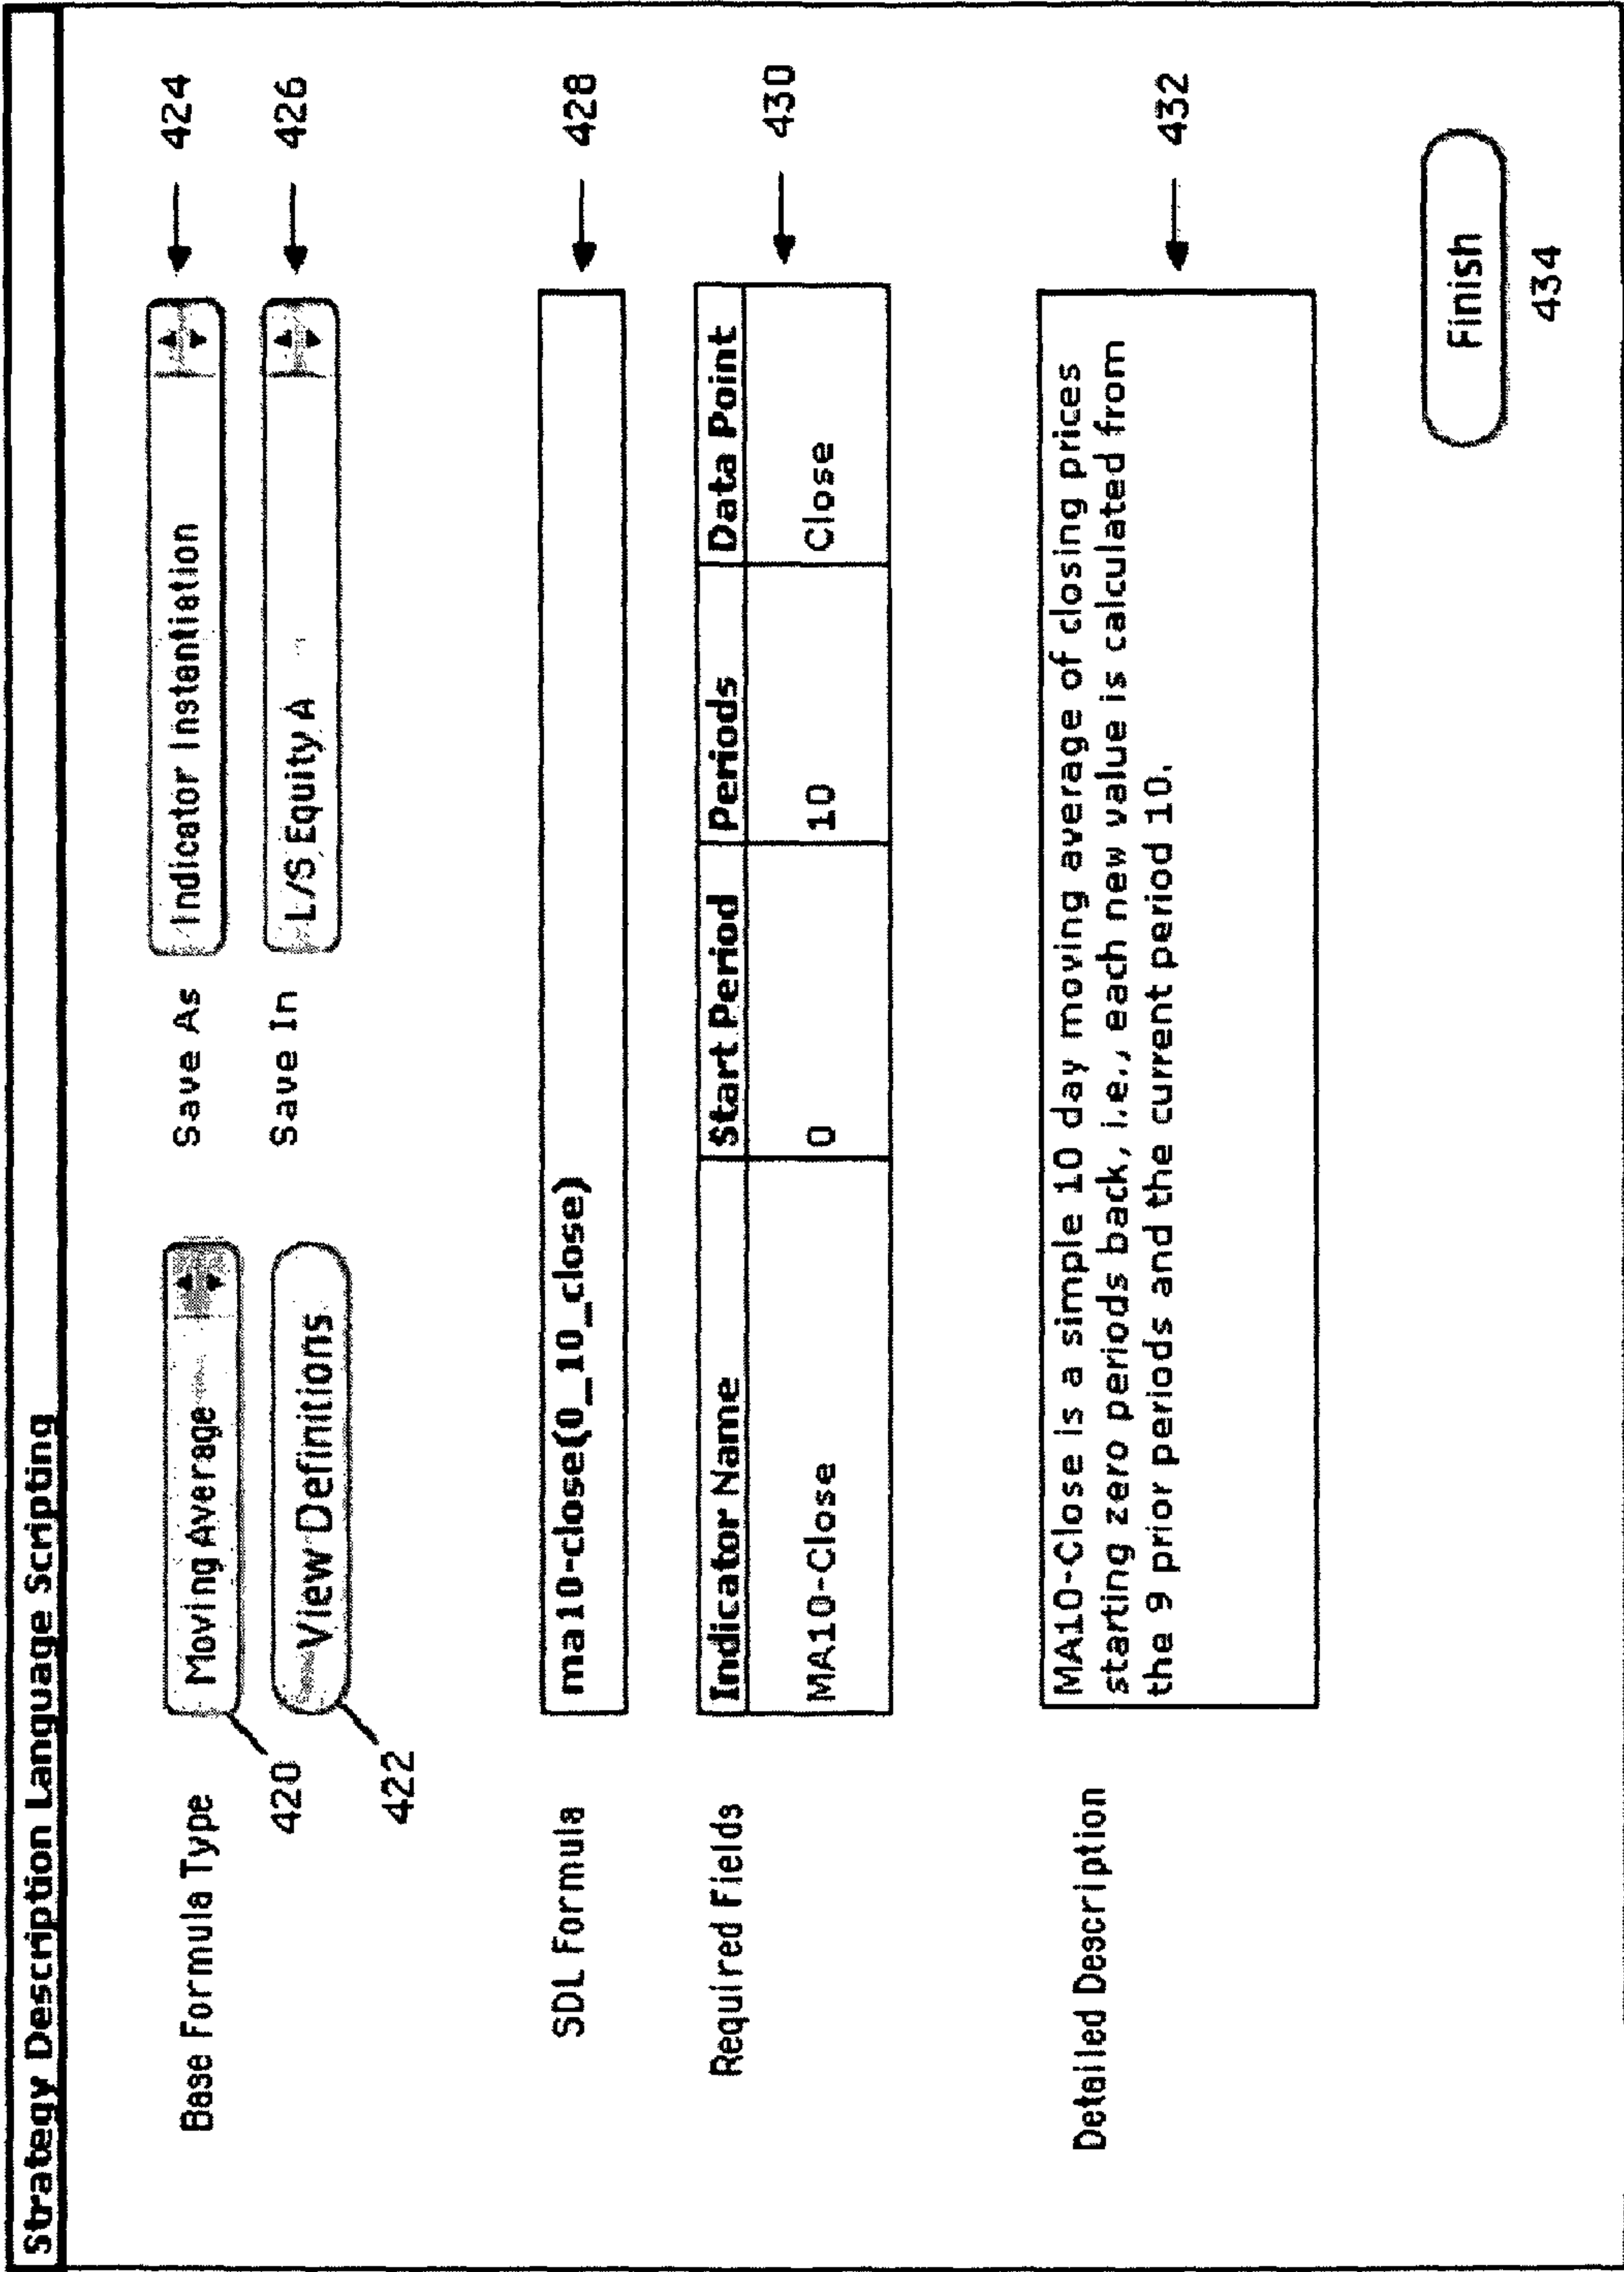 Strategy Description Language Scripting
Base Formula Type
Moving Average
Save As
Indicator Instantiation
424
420
View Definitions
Save In
L/S Equity A
426
422
SDL Formula
ma10-close(0_10_close)
428
Required Fields
Indicator Name Start Period Periods Data Point
MA10-Close 0 10 Close
430
Detailed Description
MA10-Close is a simple 10 day moving average of closing prices
starting zero periods back, i.e., each new value is calculated from
the 9 prior periods and the current period 10.
432
Finish
434